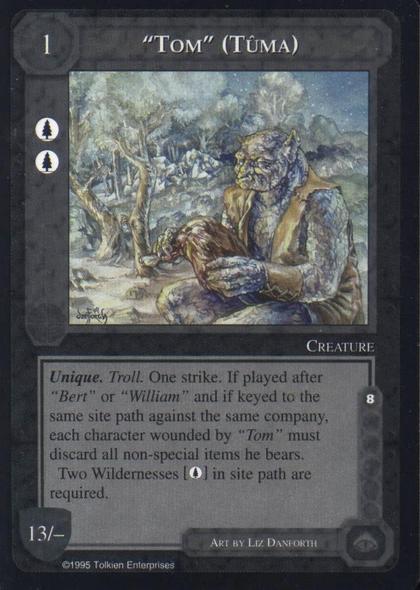 1
“TOM” (TÛMA)
DANFORTH
CREATURE
Unique. Troll. One strike. If played after
“Bert” or “William” and if keyed to the
same site path against the same company,
each character wounded by “Tom” must
discard all non-special items he bears.
Two Wildernesses [ ] in site path are
required.
8
13/–
ART BY LIZ DANFORTH
©1995 Tolkien Enterprises